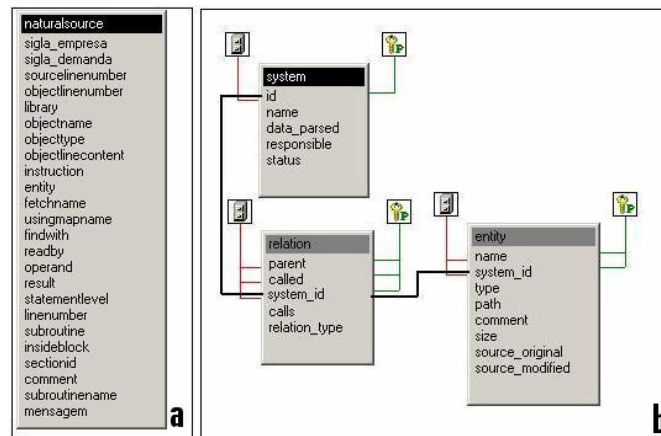 naturalsource
sigla_empresa
sigla_demanda
sourcelinenumber
objectlinenumber
library
objectname
objecttype
objectlinecontent
instruction
entity
fetchname
usingmapname
findwith
readby
operand
result
statementlevel
linenumber
subroutine
insideblock
sectionid
comment
subroutinename
mensagem
a
system
id
name
data_parsed
responsible
status
P
relation
parent
called
system_id
calls
relation_type
P
entity
name
system_id
type
path
comment
size
source_original
source_modified
P
b